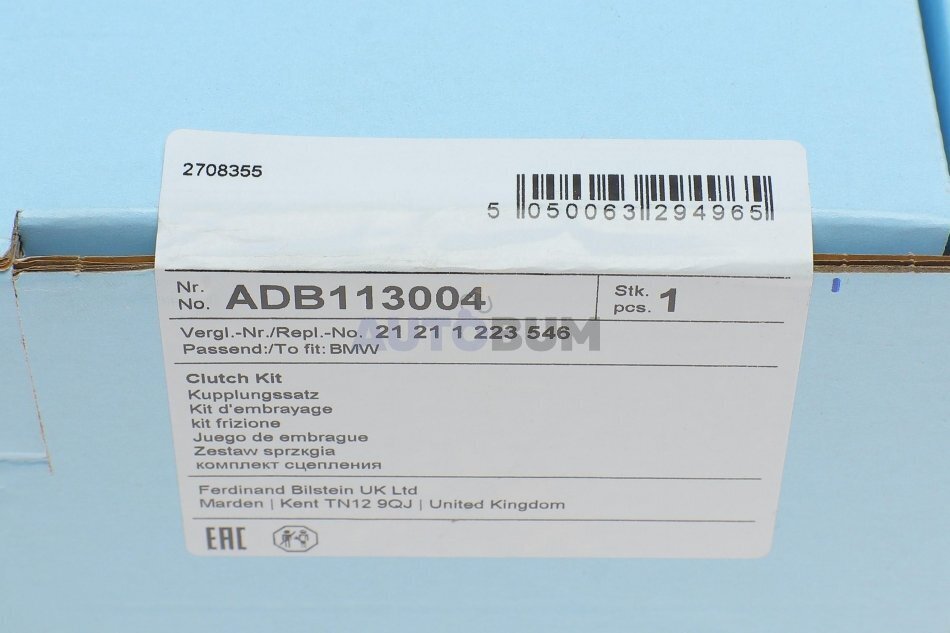 2708355
5 050063 294965
Nr.
No. ADB113004
Stk.
pcs. 1
Vergl.-Nr./Repl.-No. 21 21 1 223 546
AUTOBUM
Passend:/To fit: BMW
Clutch Kit
Kupplungssatz
Kit d'embrayage
kit frizione
Juego de embrague
Zestaw sprzkgia
комплект сцепления
Ferdinand Bilstein UK Ltd
Marden | Kent TN12 9QJ | United Kingdom
EAC